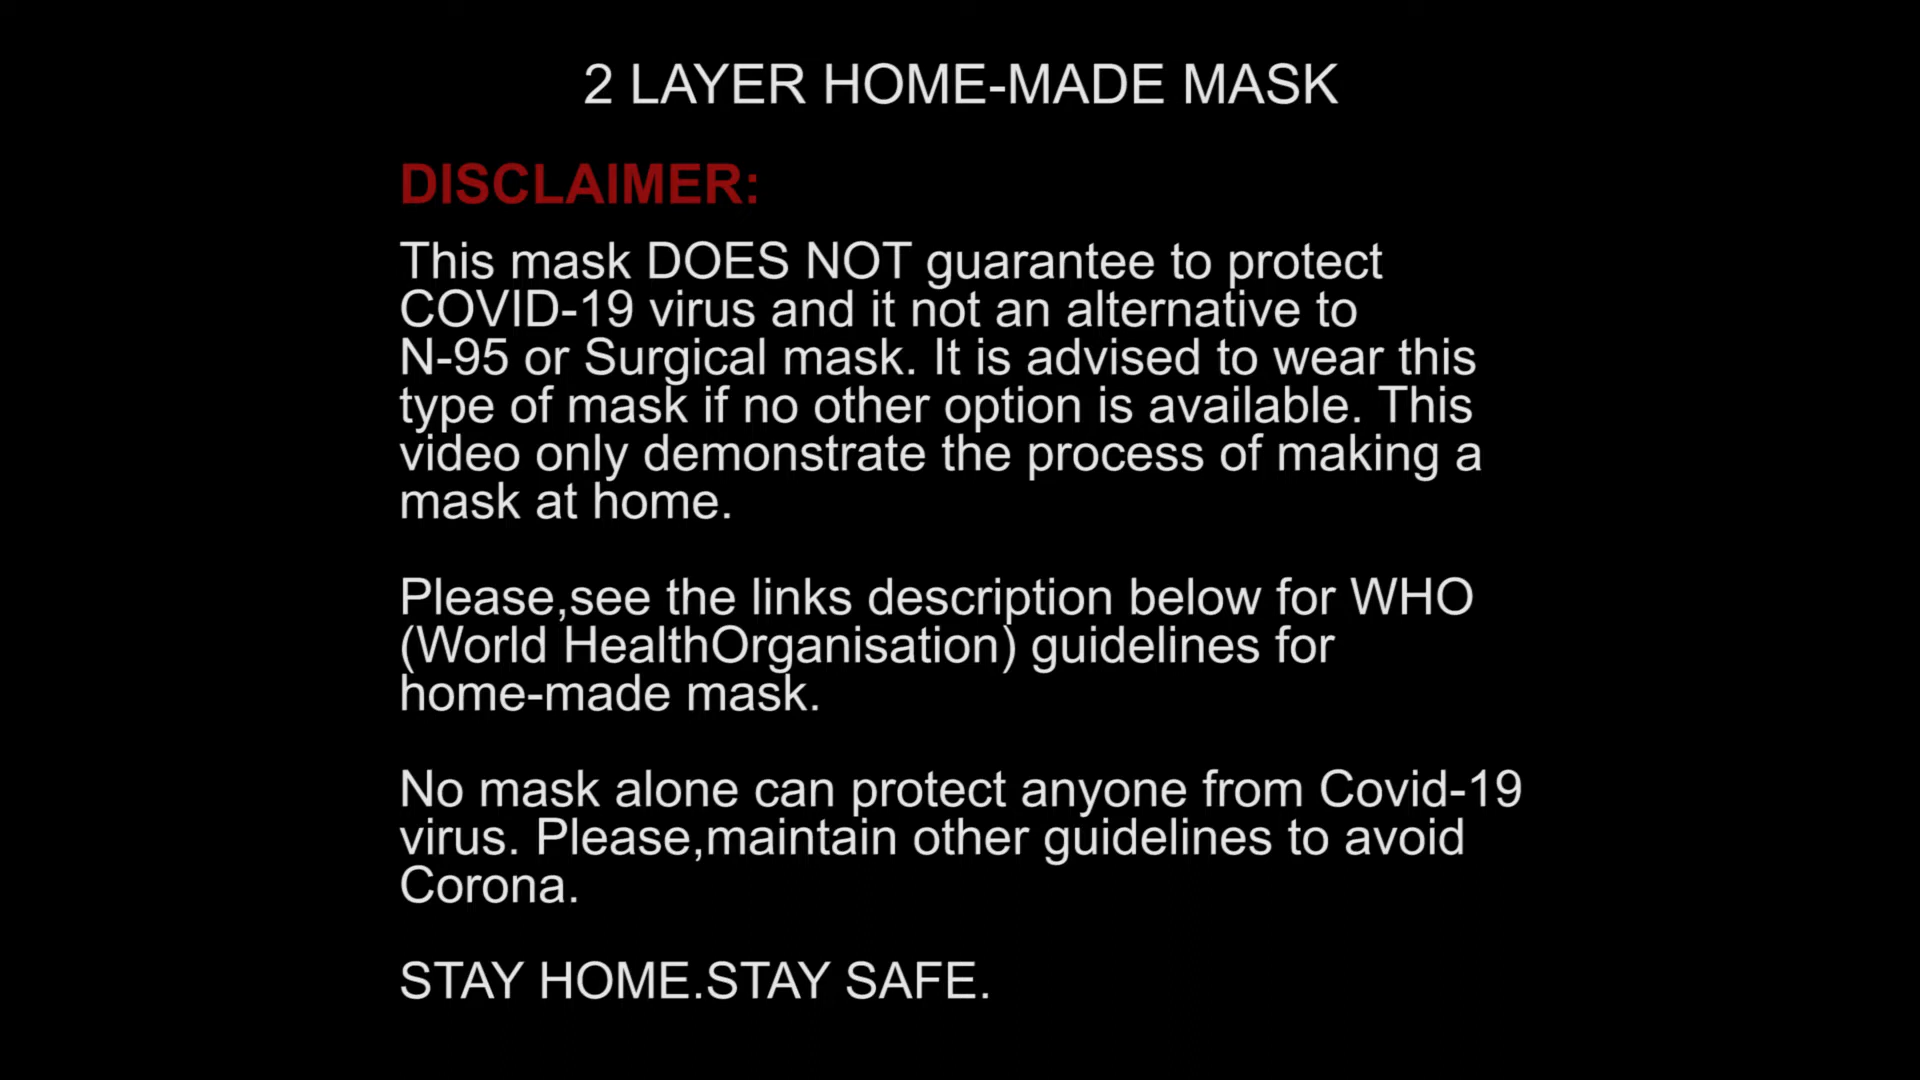 2 LAYER HOME-MADE MASK
DISCLAIMER:
This mask DOES NOT guarantee to protect
COVID-19 virus and it not an alternative to
N-95 or Surgical mask. It is advised to wear this
type of mask if no other option is available. This
video only demonstrate the process of making a
mask at home.
Please,see the links description below for WHO
(World HealthOrganisation) guidelines for
home-made mask.
No mask alone can protect anyone from Covid-19
virus. Please,maintain other guidelines to avoid
Corona.
STAY HOME.STAY SAFE.